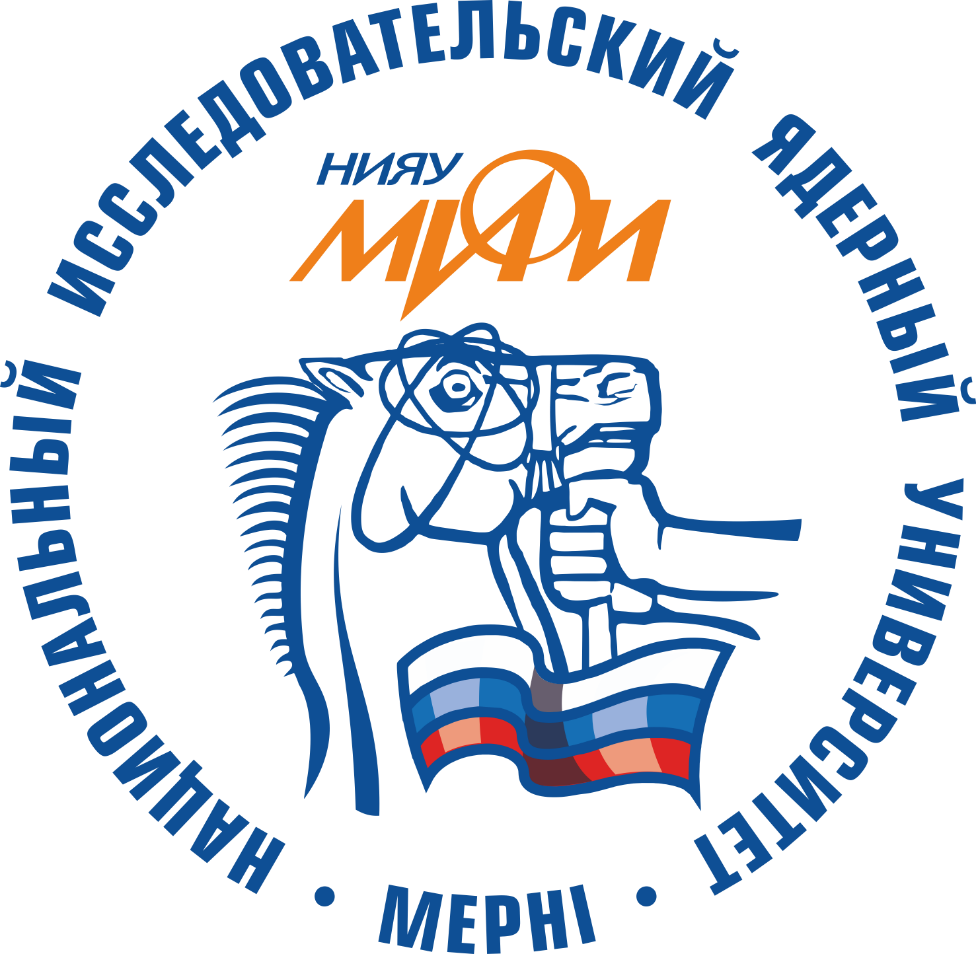 НАЦИОНАЛЬНЫЙ ИССЛЕДОВАТЕЛЬСКИЙ ЯДЕРНЫЙ УНИВЕРСИТЕТ
НИЯУ
МИФИ
• MEPHI •